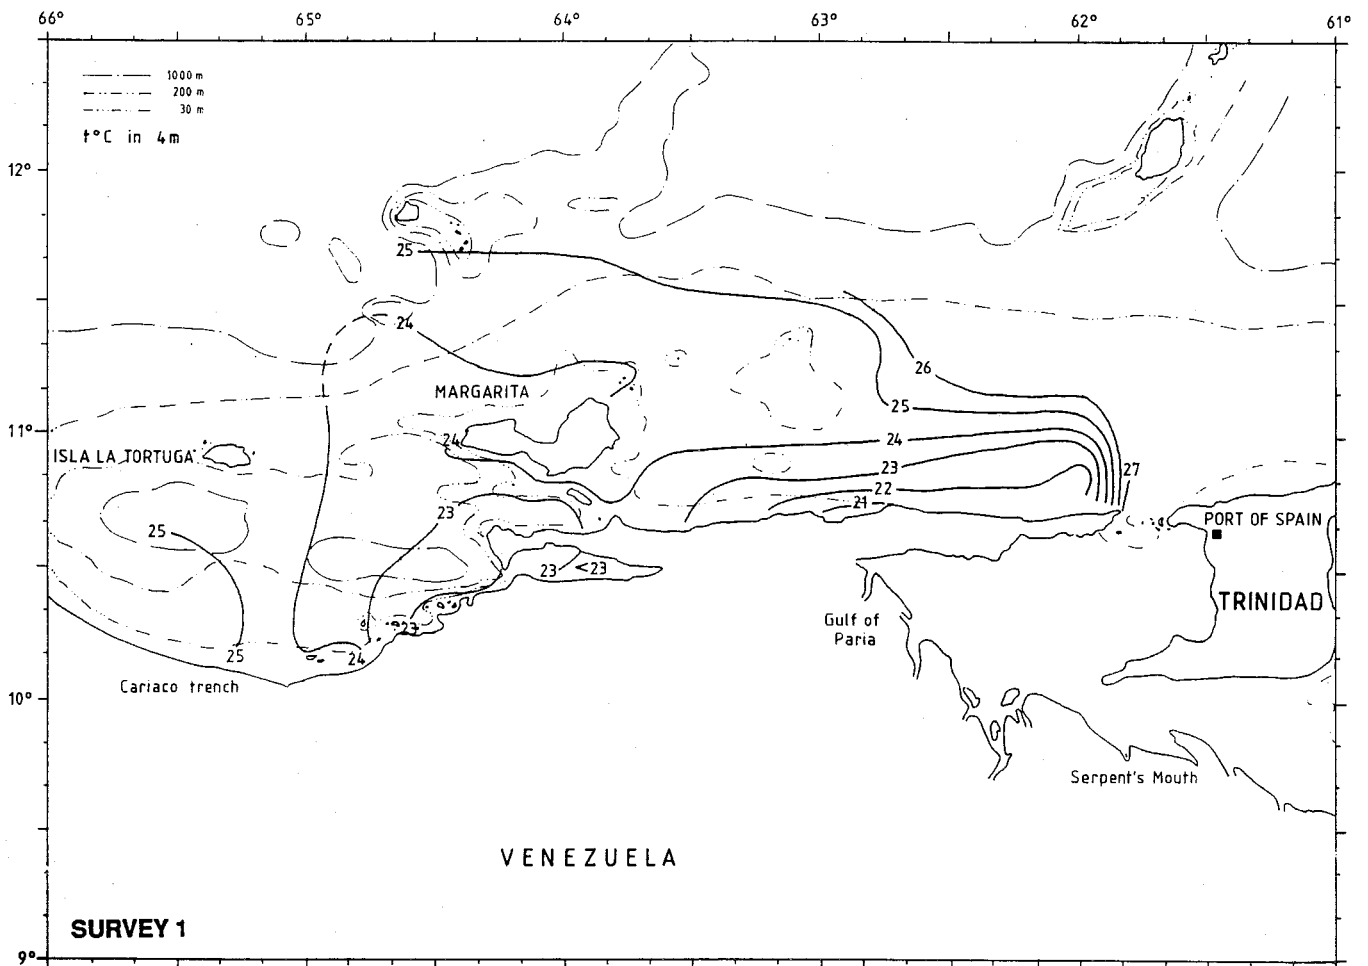 66° 65° 64° 63° 62° 61°
1000 m
200 m
30 m
t°C in 4m
12°
25
24
26
MARGARITA
25
11°
24
24
ISLA LA TORTUGA
23
27
22
23
21
25
PORT OF SPAIN
23 <23
TRINIDAD
Gulf of
Paria
23
25
24
Cariaco trench
10°
Serpent's Mouth
VENEZUELA
SURVEY 1
9°